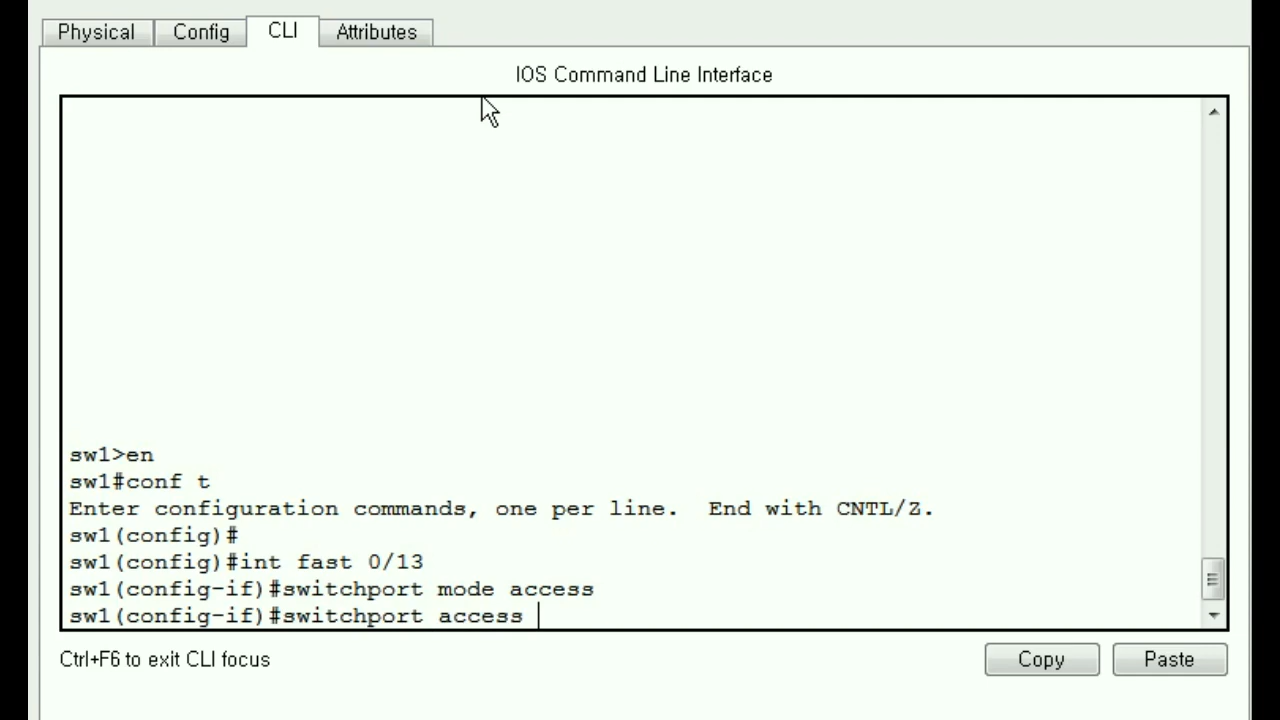 Physical Config CLI Attributes
IOS Command Line Interface
sw1>en
sw1#conf t
Enter configuration commands, one per line.  End with CNTL/Z.
sw1(config)#
sw1(config)#int fast 0/13
sw1(config-if)#switchport mode access
sw1(config-if)#switchport access
Ctrl+F6 to exit CLI focus
Copy Paste